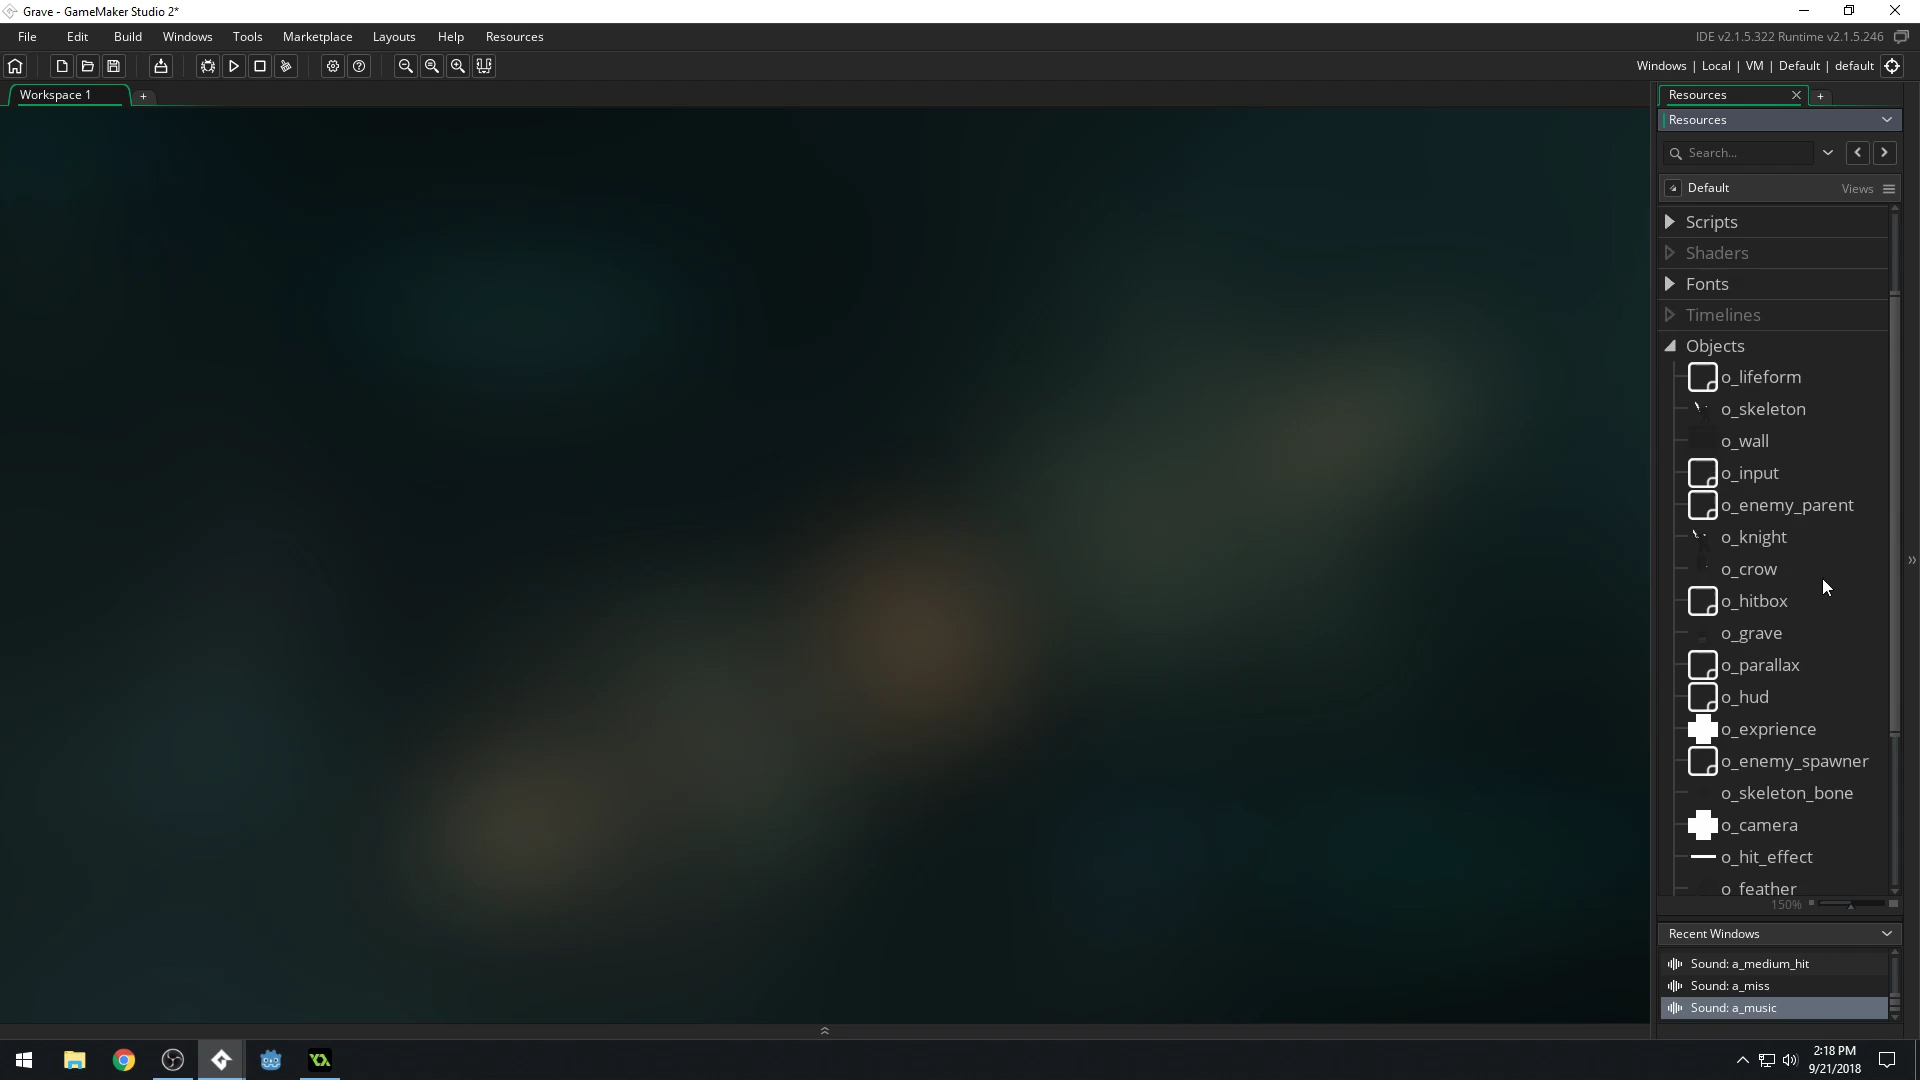 Grave - GameMaker Studio 2*
File Edit Build Windows Tools Marketplace Layouts Help Resources
IDE v2.1.5.322 Runtime v2.1.5.246
Windows | Local | VM | Default | default
Workspace 1 +
Resources
+
Resources
Search...
Default Views
Scripts
Shaders
Fonts
Timelines
Objects
o_lifeform
o_skeleton
o_wall
o_input
o_enemy_parent
o_knight
o_crow
o_hitbox
o_grave
o_parallax
o_hud
o_exprience
o_enemy_spawner
o_skeleton_bone
o_camera
o_hit_effect
o_feather
150%
Recent Windows
Sound: a_medium_hit
Sound: a_miss
Sound: a_music
2:18 PM
9/21/2018